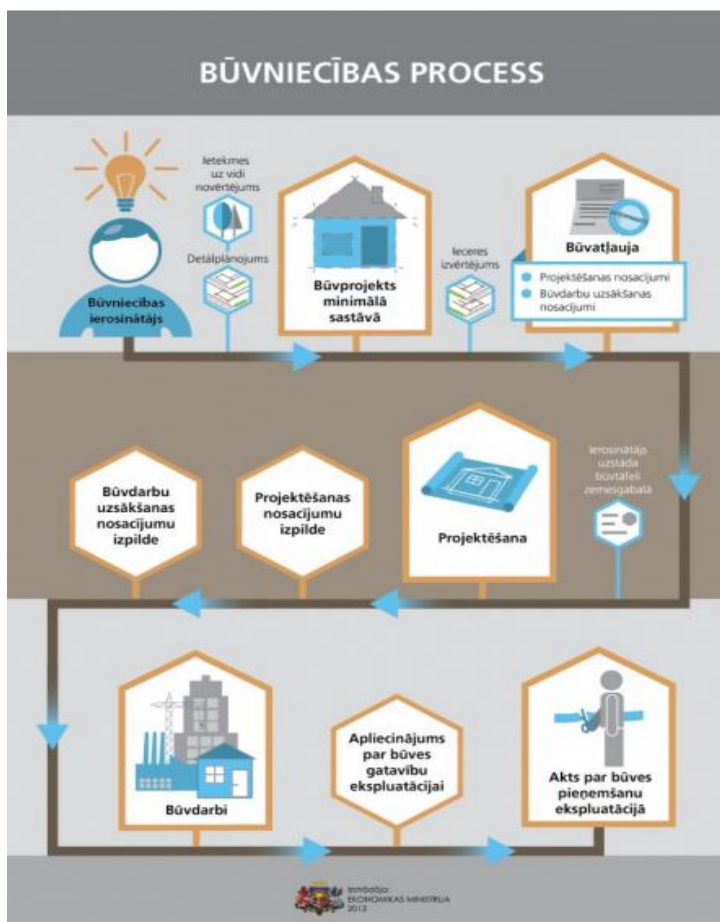 BŪVNIECĪBAS PROCESS
Ietekmes
uz vidi
novērtējums
Detālplānojums
Būvniecības
ierosinātājs
Būvprojekts
minimālā
sastāvā
Ieceres
izvērtējums
Būvatļauja
Projektēšanas nosacījumi
Būvdarbu uzsākšanas
nosacījumi
Ierosinātājs
uzstāda
būvtāfeli
zemesgabalā
Projektēšana
Projektēšanas
nosacījumu
izpilde
Būvdarbu
uzsākšanas
nosacījumu
izpilde
Būvdarbi
Apliecinājums
par būves
gatavību
ekspluatācijai
Akts par būves
pieņemšanu
ekspluatācijā
EKONOMIKAS MINISTRIJA
2013